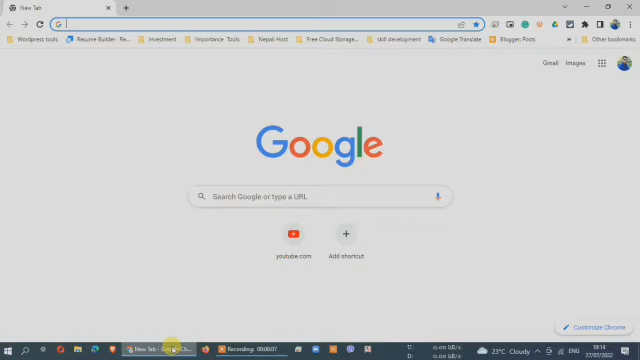 New Tab
Wordpress tools
Resume Builder · Re...
Investment
Importance Tools
Nepali Host
Free Cloud Storage...
skill development
Google Translate
Blogger: Posts
»
Other bookmarks
Gmail
Images
Google
Search Google or type a URL
youtube.com
Add shortcut
Customize Chrome
New Tab - Google Ch...
Recording: 00:00:07
U: 0.00 kB/s
D: 0.00 kB/s
23°C Cloudy
ENG
10:14
27/07/2022